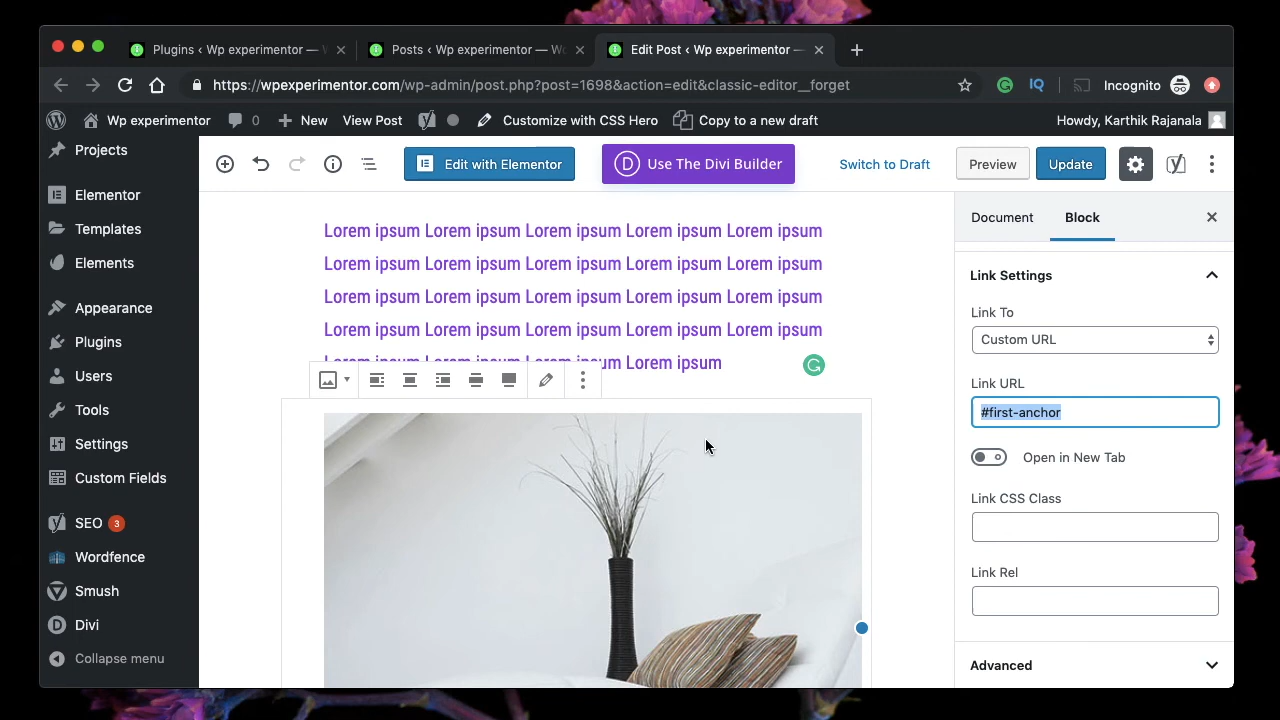 Plugins ‹ Wp experimentor —
Posts ‹ Wp experimentor — Wo
Edit Post ‹ Wp experimentor —
https://wpexperimentor.com/wp-admin/post.php?post=1698&action=edit&classic-editor__forget
IQ
Incognito
Wp experimentor
0
New
View Post
Customize with CSS Hero
Copy to a new draft
Howdy, Karthik Rajanala
Projects
Elementor
Templates
Elements
Appearance
Plugins
Users
Tools
Settings
Custom Fields
SEO 3
Wordfence
Smush
Divi
Collapse menu
Edit with Elementor
D Use The Divi Builder
Switch to Draft
Preview
Update
Lorem ipsum Lorem ipsum Lorem ipsum Lorem ipsum Lorem ipsum
Lorem ipsum Lorem ipsum Lorem ipsum Lorem ipsum Lorem ipsum
Lorem ipsum Lorem ipsum Lorem ipsum Lorem ipsum Lorem ipsum
Lorem ipsum Lorem ipsum Lorem ipsum Lorem ipsum Lorem ipsum
Lorem ipsum
Document
Block
Link Settings
Link To
Custom URL
Link URL
#first-anchor
Open in New Tab
Link CSS Class
Link Rel
Advanced